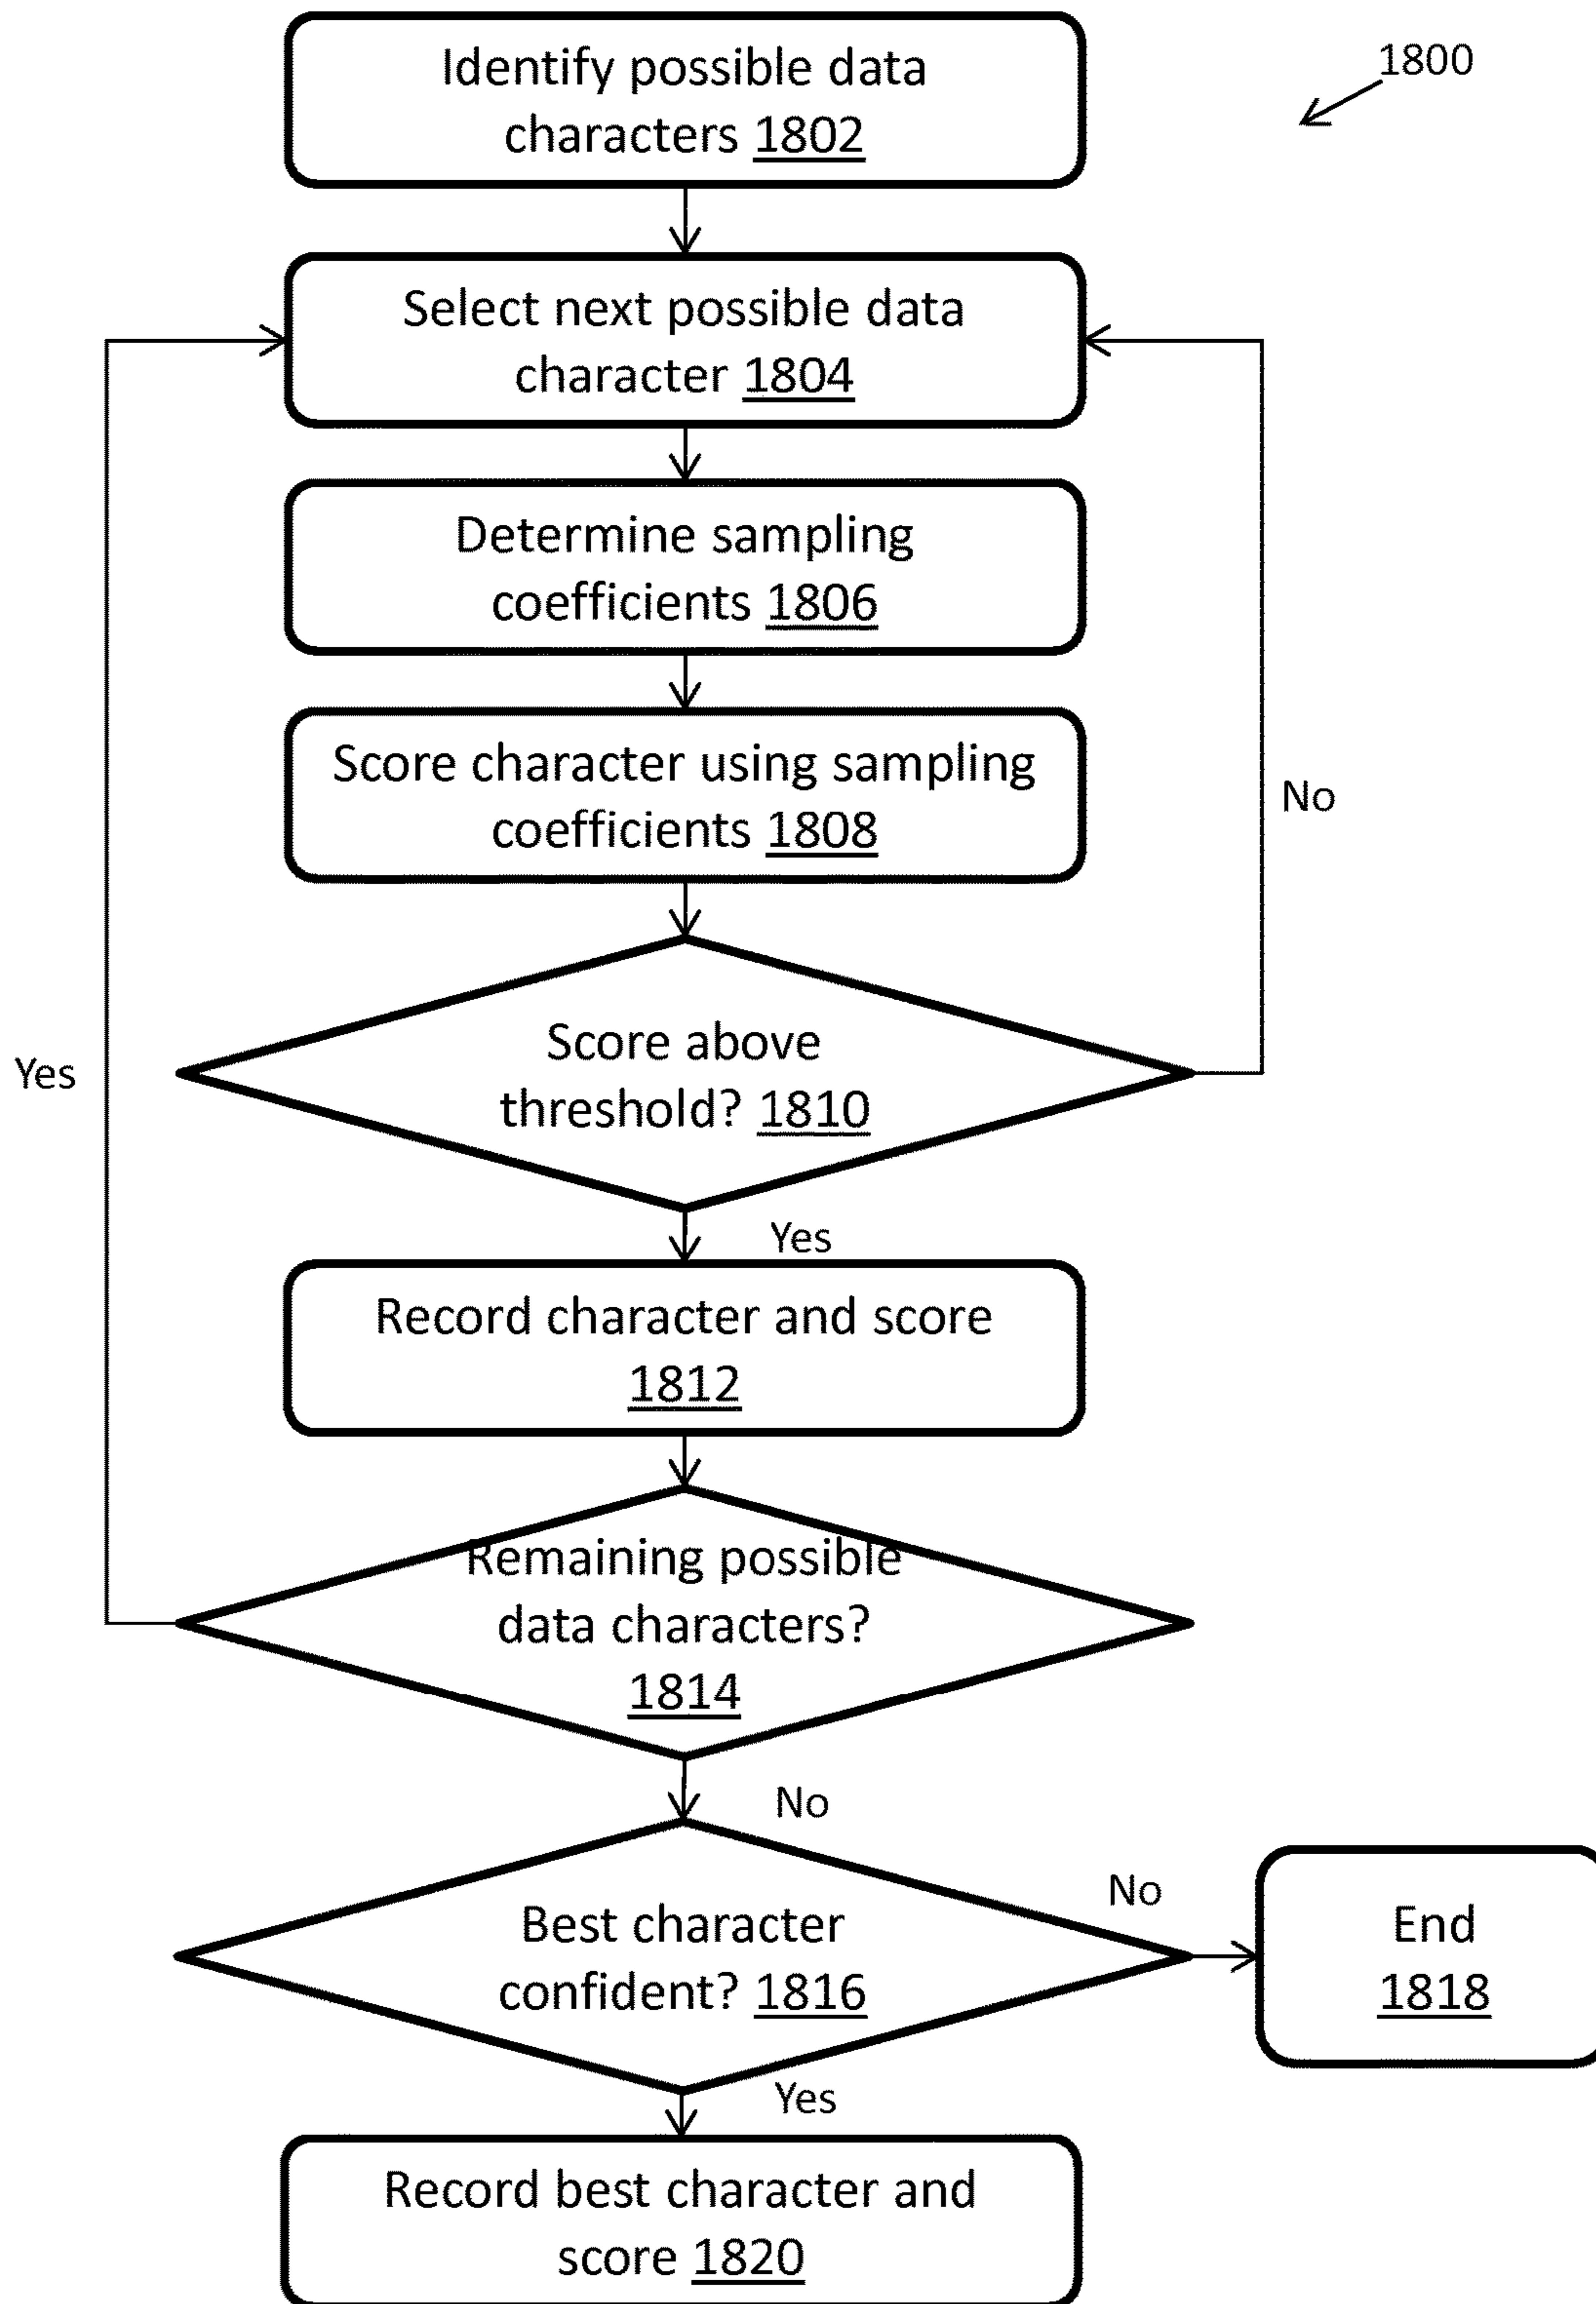 Identify possible data
characters 1802
1800
Select next possible data
character 1804
Determine sampling
coefficients 1806
Score character using sampling
coefficients 1808
No
Score above
threshold? 1810
Yes
Yes
Record character and score
1812
Remaining possible
data characters?
1814
No
Best character
confident? 1816
No
End
1818
Yes
Record best character and
score 1820